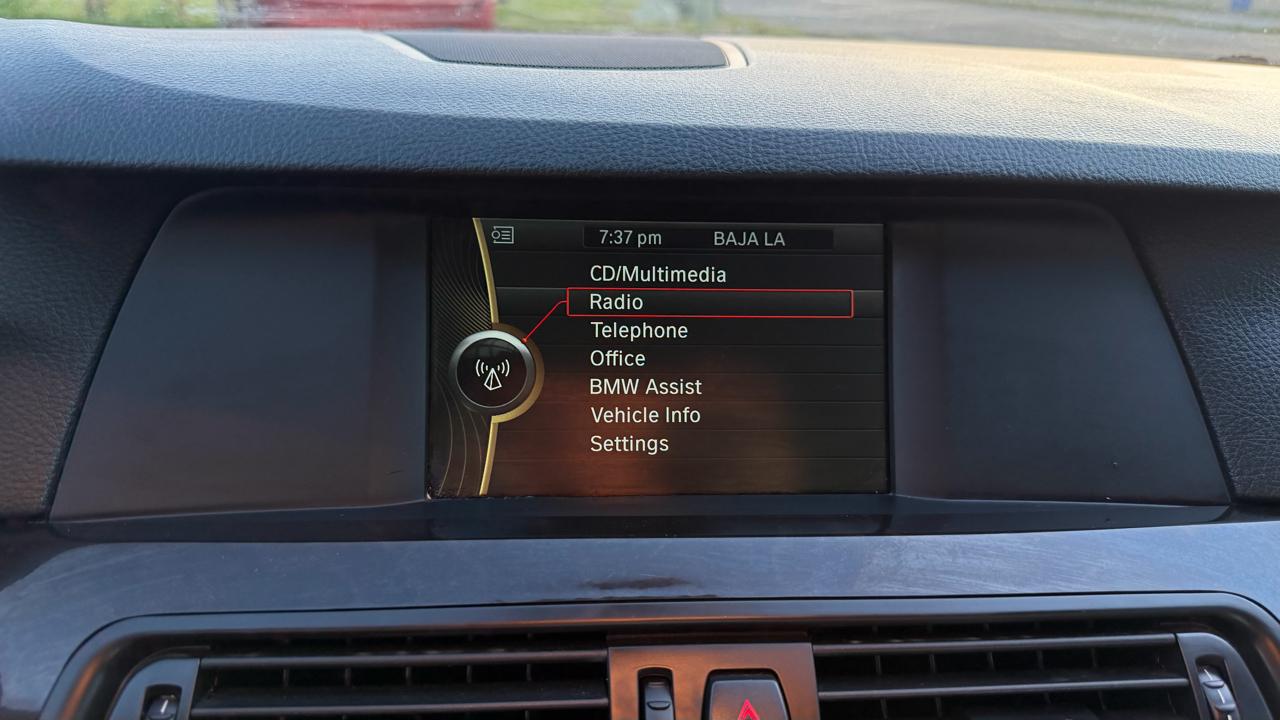 7:37 pm BAJA LA
CD/Multimedia
Radio
Telephone
Office
BMW Assist
Vehicle Info
Settings